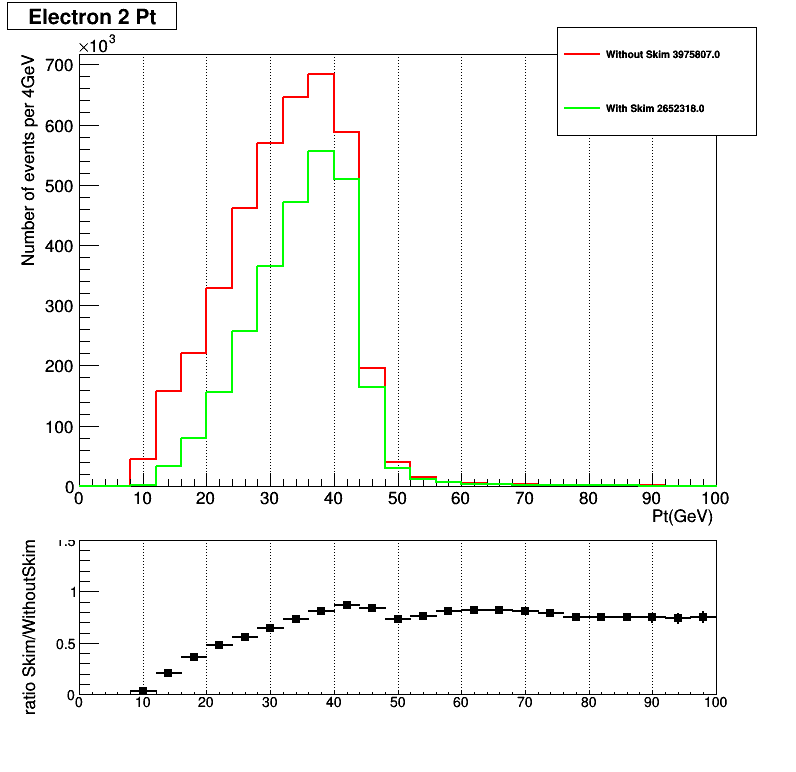 Electron 2 Pt
×10³
Number of events per 4GeV
700
600
500
400
300
200
100
0
0 10 20 30 40 50 60 70 80 90 100
Pt(GeV)
Without Skim 3975807.0
With Skim 2652318.0
ratio Skim/WithoutSkim
1.5
1
0.5
0
0 10 20 30 40 50 60 70 80 90 100